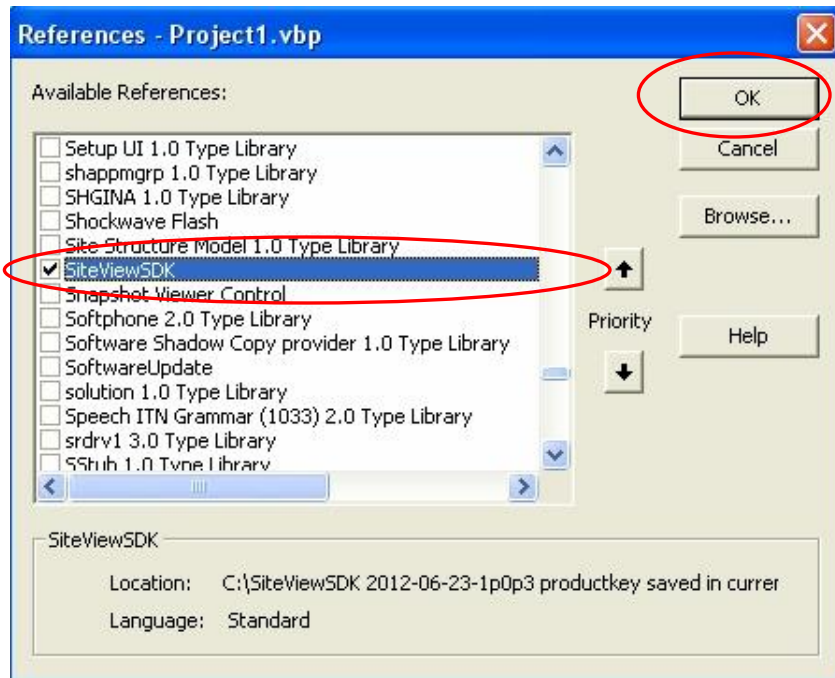 References - Project1.vbp
Available References:
OK
Cancel
Browse...
Help
Setup UI 1.0 Type Library
shappmgrp 1.0 Type Library
SHGINA 1.0 Type Library
Shockwave Flash
Site Structure Model 1.0 Type Library
SiteViewSDK
Snapshot Viewer Control
Softphone 2.0 Type Library
Software Shadow Copy provider 1.0 Type Library
SoftwareUpdate
solution 1.0 Type Library
Speech ITN Grammar (1033) 2.0 Type Library
srdrv1 3.0 Type Library
SStub 1.0 Type Library
Priority
SiteViewSDK
Location: C:\SiteViewSDK 2012-06-23-1p0p3 productkey saved in currer
Language: Standard